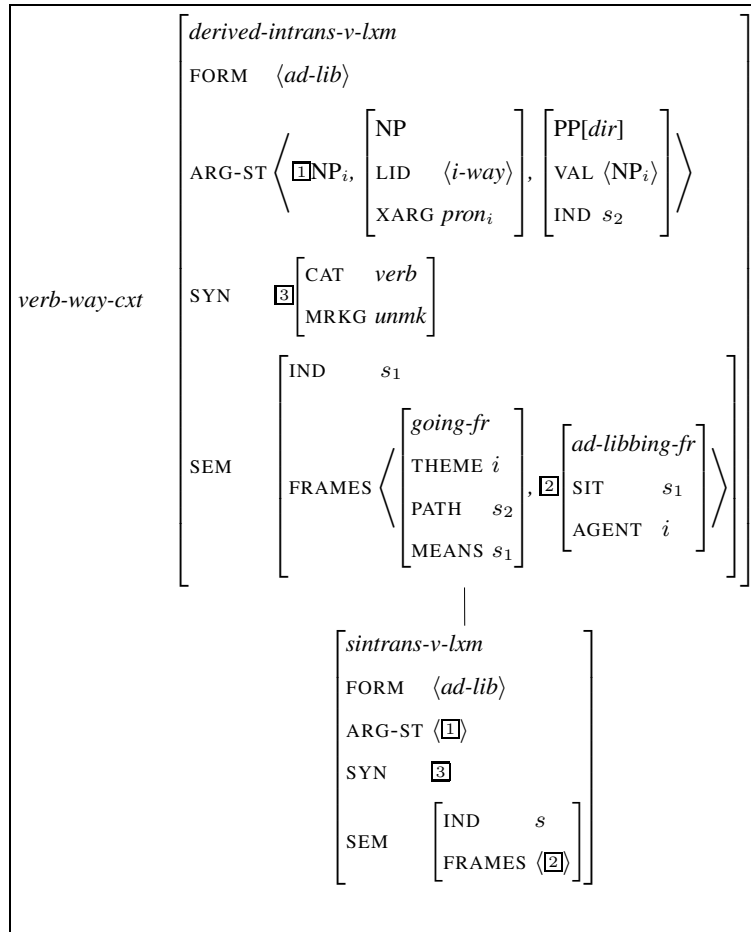 derived-intrans-v-lxm
FORM ⟨ad-lib⟩
ARG-ST ⟨ [1]NPᵢ, [NP LID ⟨i-way⟩ XARG pronᵢ], [PP[dir] VAL ⟨NPᵢ⟩ IND s₂] ⟩
verb-way-cxt
SYN [3][CAT verb
MRKG unmk]
SEM [IND s₁
FRAMES ⟨ [going-fr THEME i PATH s₂ MEANS s₁], [2][ad-libbing-fr SIT s₁ AGENT i] ⟩]
sintrans-v-lxm
FORM ⟨ad-lib⟩
ARG-ST ⟨[1]⟩
SYN [3]
SEM [IND s
FRAMES ⟨[2]⟩]